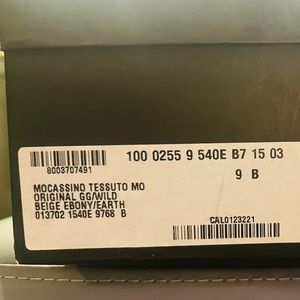 100 0255 9 540E B7 15 03
8003707491
9 B
MOCASSINO TESSUTO MO
ORIGINAL GG/WILD
BEIGE EBONY/EARTH
013702 1540E 9768 B
CAL0123221